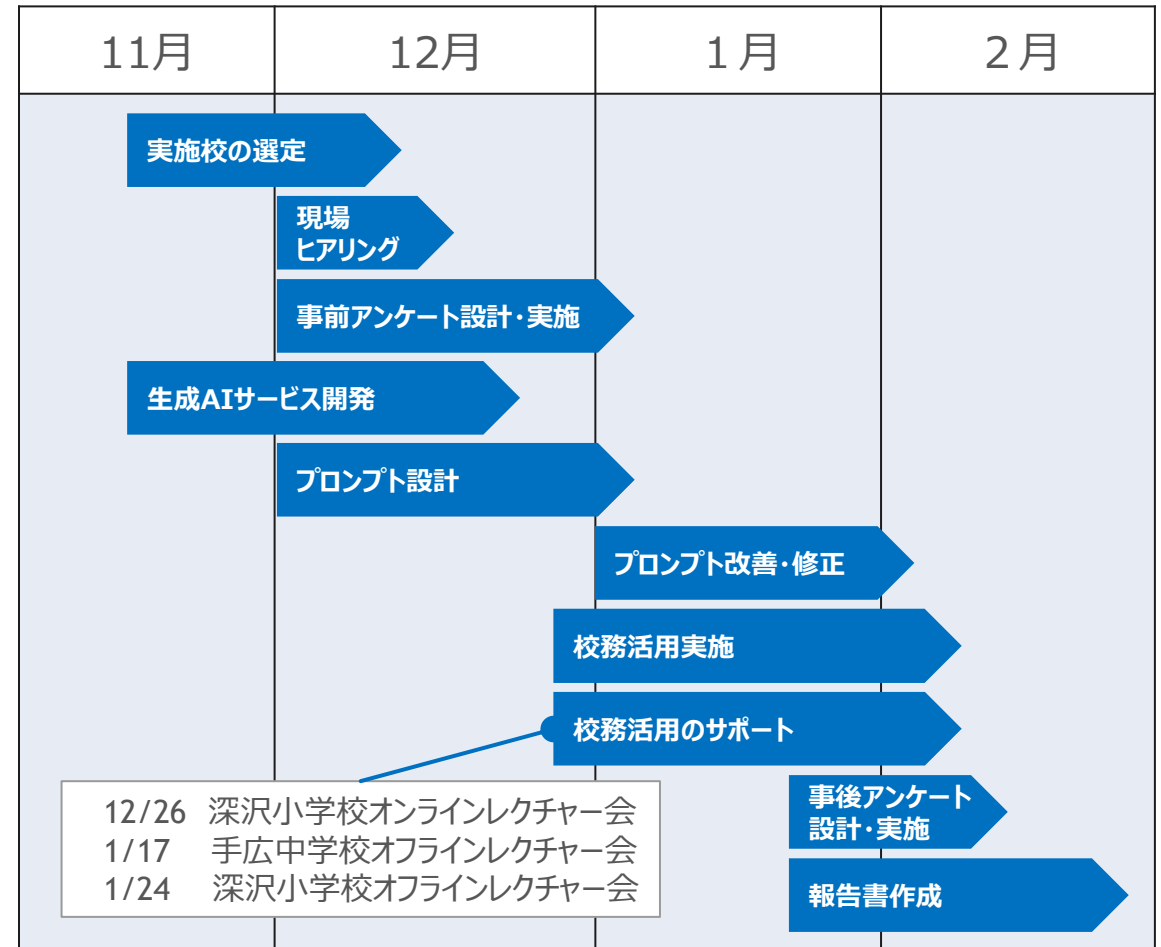 11月
12月
１月
２月
実施校の選定
現場
ヒアリング
事前アンケート設計・実施
生成AIサービス開発
プロンプト設計
プロンプト改善・修正
校務活用実施
校務活用のサポート
12/26 深沢小学校オンラインレクチャー会
1/17 手広中学校オフラインレクチャー会
1/24 深沢小学校オフラインレクチャー会
事後アンケート
設計・実施
報告書作成